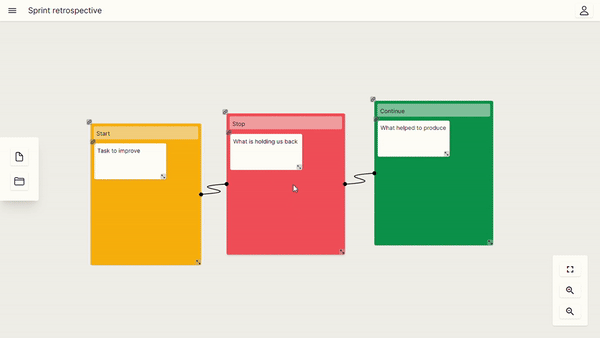 Sprint retrospective
Start
Task to improve
Stop
What is holding us back
Continue
What helped to produce